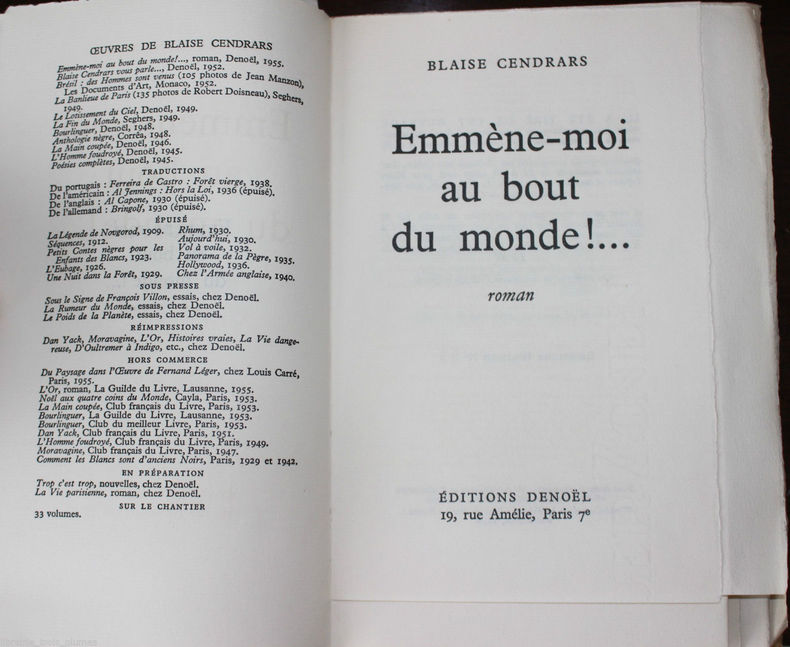 ŒUVRES DE BLAISE CENDRARS
Emmène-moi au bout du monde!..., roman, Denoël, 1955.
Blaise Cendrars vous parle..., Denoël, 1952.
Brésil : des Hommes sont venus (105 photos de Jean Manzon),
Les Documents d'Art, Monaco, 1952.
La Banlieue de Paris (135 photos de Robert Doisneau), Seghers,
1949.
Le Lotissement du Ciel, Denoël, 1949.
La Fin du Monde, Seghers, 1949.
Bourlinguer, Denoël, 1948.
Anthologie nègre, Corrêa, 1948.
La Main coupée, Denoël, 1946.
L'Homme foudroyé, Denoël, 1945.
Poésies complètes, Denoël, 1945.
TRADUCTIONS
Du portugais : Ferreira de Castro : Forêt vierge, 1938.
De l'américain : Al Jennings : Hors la Loi, 1936 (épuisé).
De l'anglais : Al Capone, 1930 (épuisé).
De l'allemand : Bringolf, 1930 (épuisé).
ÉPUISÉ
La Légende de Novgorod, 1909.
Séquences, 1912.
Petits Contes nègres pour les
Enfants des Blancs, 1923.
L'Eubage, 1926.
Une Nuit dans la Forêt, 1929.
Rhum, 1930.
Aujourd'hui, 1930.
Vol à voile, 1932.
Panorama de la Pègre, 1935.
Hollywood, 1936.
Chez l'Armée anglaise, 1940.
SOUS PRESSE
Sous le Signe de François Villon, essais, chez Denoël.
La Rumeur du Monde, essais, chez Denoël.
Le Poids de la Planète, essais, chez Denoël.
RÉIMPRESSIONS
Dan Yack, Moravagine, L'Or, Histoires vraies, La Vie dange-
reuse, D'Oultremer à Indigo, etc., chez Denoël.
HORS COMMERCE
Du Paysage dans l'Œuvre de Fernand Léger, chez Louis Carré,
Paris, 1955.
L'Or, roman, La Guilde du Livre, Lausanne, 1955.
Noël aux quatre coins du Monde, Cayla, Paris, 1953.
La Main coupée, Club français du Livre, Paris, 1953.
Bourlinguer, La Guilde du Livre, Lausanne, 1953.
Bourlinguer, Club du meilleur Livre, Paris, 1953.
Dan Yack, Club français du Livre, Paris, 1951.
L'Homme foudroyé, Club français du Livre, Paris, 1949.
Moravagine, Club français du Livre, Paris, 1947.
Comment les Blancs sont d'anciens Noirs, Paris, 1929 et 1942.
EN PRÉPARATION
Trop c'est trop, nouvelles, chez Denoël.
La Vie parisienne, roman, chez Denoël.
SUR LE CHANTIER
33 volumes.
BLAISE CENDRARS
Emmène-moi
au bout
du monde!...
roman
ÉDITIONS DENOËL
19, rue Amélie, Paris 7e